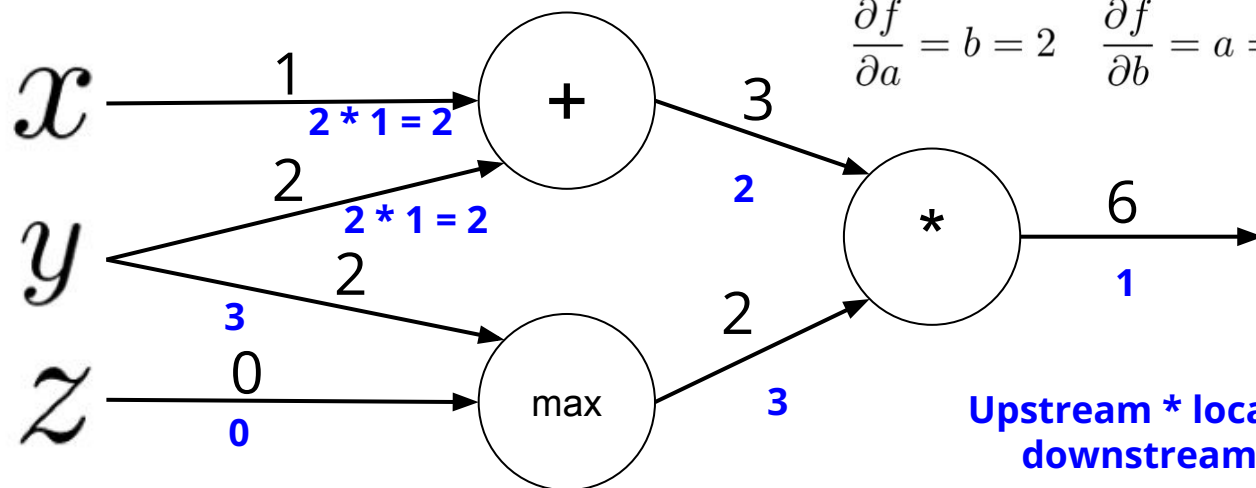 ∂f/∂a = b = 2 ∂f/∂b = a =
x
1
2 * 1 = 2
+
3
2
y
2
2 * 1 = 2
2
3
*
6
1
z
0
0
max
2
3
Upstream * loca
downstream